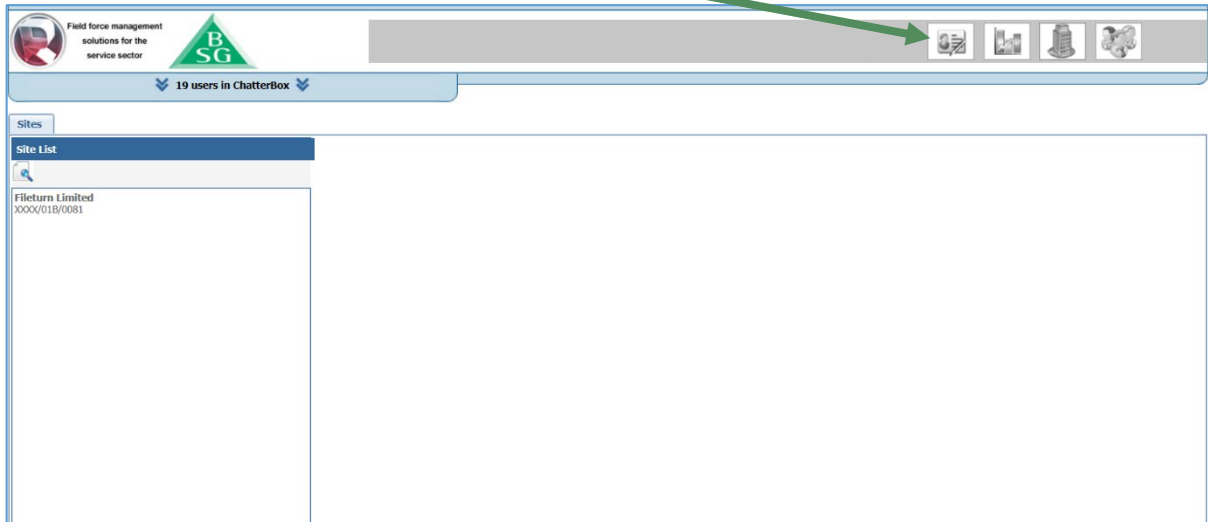 Field force management
solutions for the
service sector
B
SG
19 users in ChatterBox
Sites
Site List
Fileturn Limited
XXXX/01B/0081